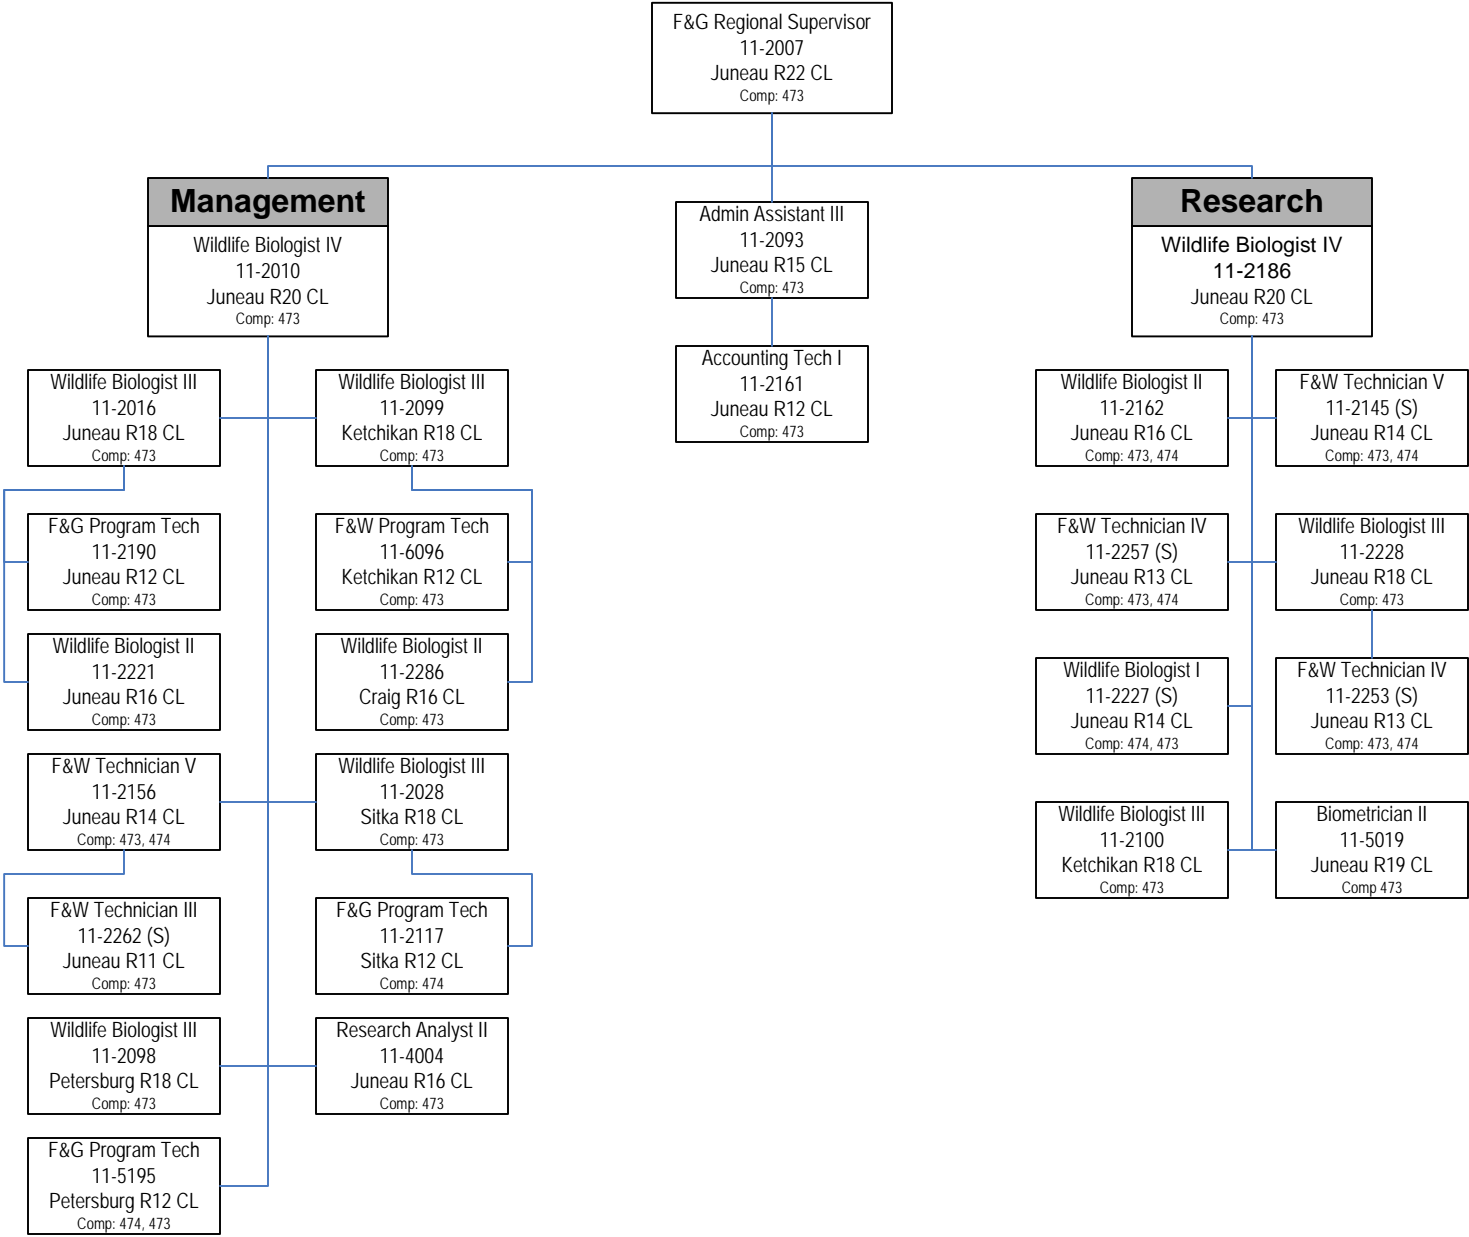 F&G Regional Supervisor
11-2007
Juneau R22 CL
Comp: 473
Management
Wildlife Biologist IV
11-2010
Juneau R20 CL
Comp: 473
Admin Assistant III
11-2093
Juneau R15 CL
Comp: 473
Accounting Tech I
11-2161
Juneau R12 CL
Comp: 473
Research
Wildlife Biologist IV
11-2186
Juneau R20 CL
Comp: 473
Wildlife Biologist III
11-2016
Juneau R18 CL
Comp: 473
Wildlife Biologist III
11-2099
Ketchikan R18 CL
Comp: 473
F&G Program Tech
11-2190
Juneau R12 CL
Comp: 473
F&W Program Tech
11-6096
Ketchikan R12 CL
Comp: 473
Wildlife Biologist II
11-2221
Juneau R16 CL
Comp: 473
Wildlife Biologist II
11-2286
Craig R16 CL
Comp: 473
F&W Technician V
11-2156
Juneau R14 CL
Comp: 473, 474
Wildlife Biologist III
11-2028
Sitka R18 CL
Comp: 473
F&W Technician III
11-2262 (S)
Juneau R11 CL
Comp: 473
F&G Program Tech
11-2117
Sitka R12 CL
Comp: 474
Wildlife Biologist III
11-2098
Petersburg R18 CL
Comp: 473
Research Analyst II
11-4004
Juneau R16 CL
Comp: 473
F&G Program Tech
11-5195
Petersburg R12 CL
Comp: 474, 473
Wildlife Biologist II
11-2162
Juneau R16 CL
Comp: 473, 474
F&W Technician V
11-2145 (S)
Juneau R14 CL
Comp: 473, 474
F&W Technician IV
11-2257 (S)
Juneau R13 CL
Comp: 473, 474
Wildlife Biologist III
11-2228
Juneau R18 CL
Comp: 473
Wildlife Biologist I
11-2227 (S)
Juneau R14 CL
Comp: 474, 473
F&W Technician IV
11-2253 (S)
Juneau R13 CL
Comp: 473, 474
Wildlife Biologist III
11-2100
Ketchikan R18 CL
Comp: 473
Biometrician II
11-5019
Juneau R19 CL
Comp 473